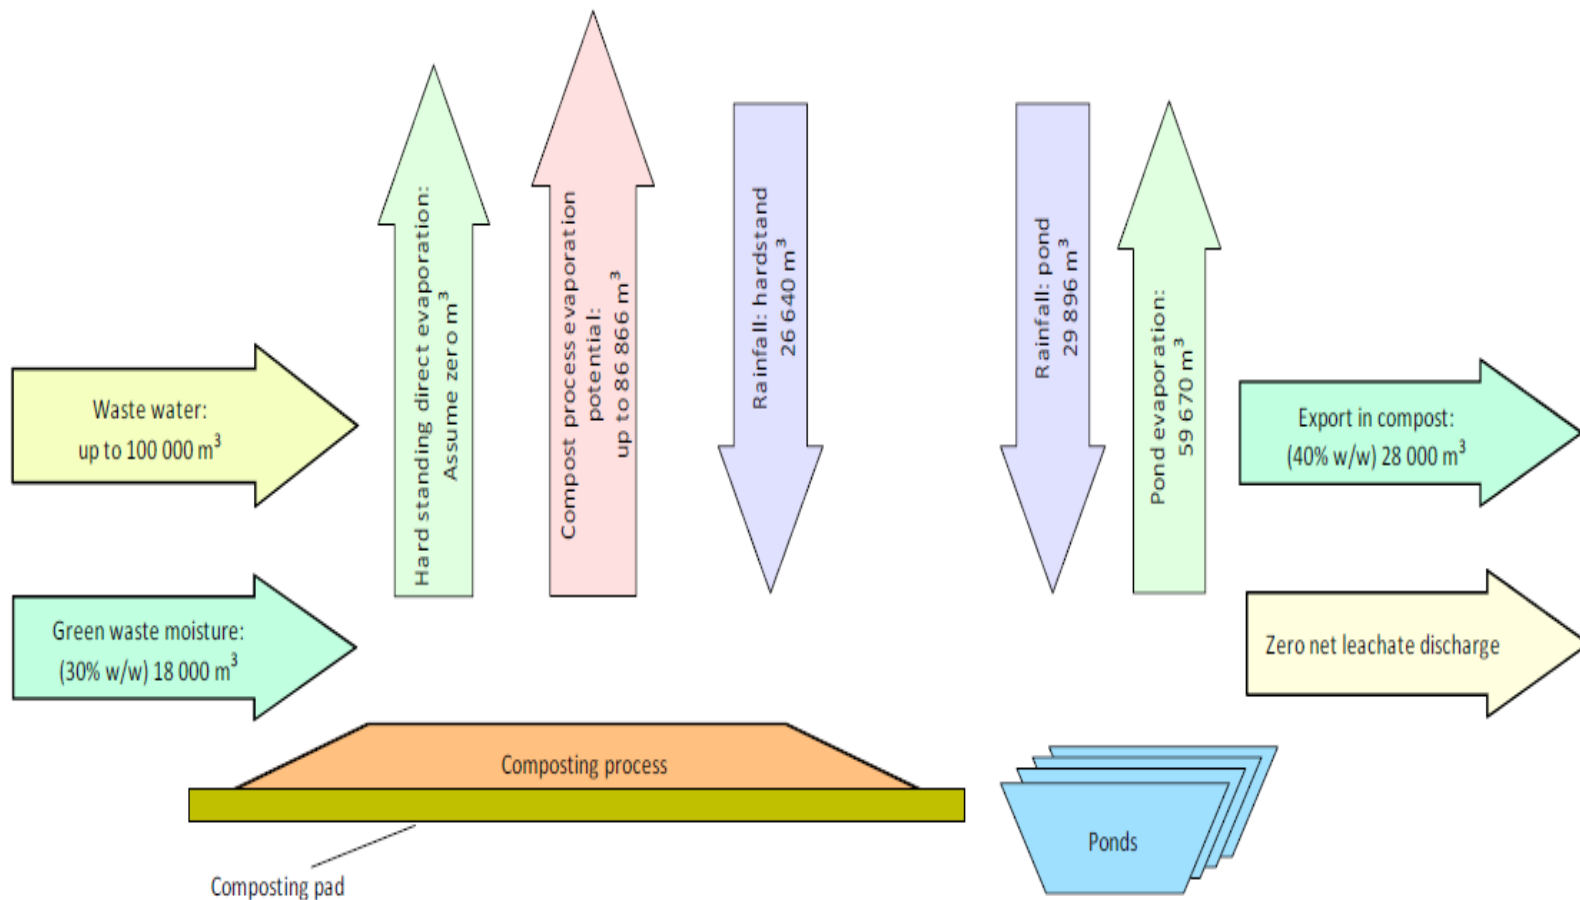 Waste water:
up to 100 000 m³
Green waste moisture:
(30% w/w) 18 000 m³
Hard standing direct evaporation:
Assume zero m³
Compost process evaporation
potential:
up to 86 866 m³
Rainfall: hardstand
26 640 m³
Rainfall: pond
29 896 m³
Pond evaporation:
59 670 m³
Export in compost:
(40% w/w) 28 000 m³
Zero net leachate discharge
Composting process
Composting pad
Ponds